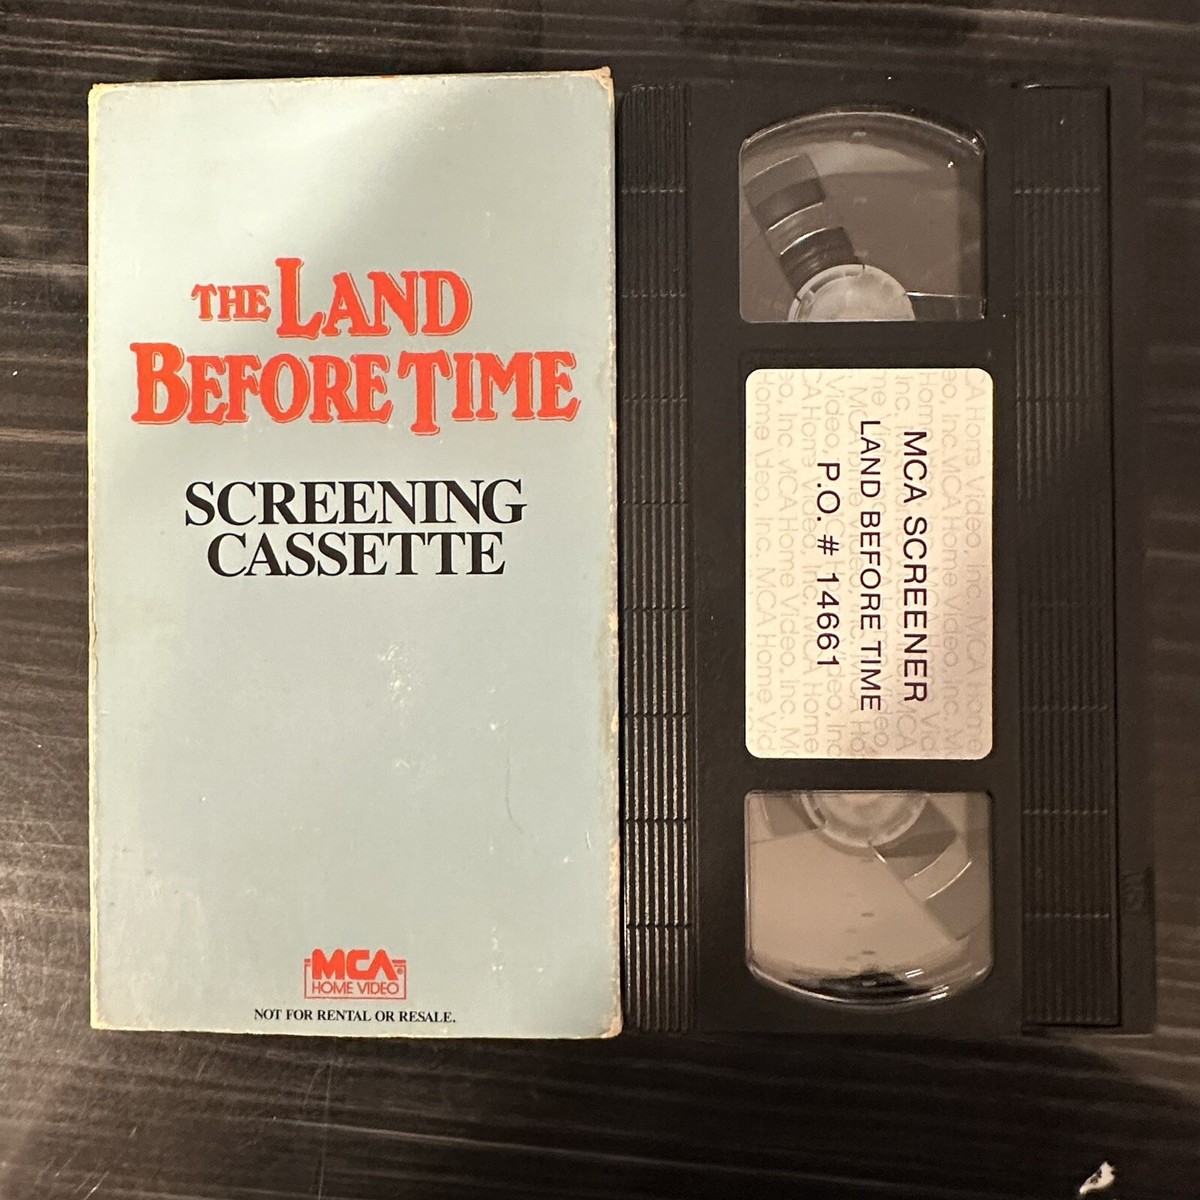 THE LAND
BEFORE TIME
SCREENING
CASSETTE
MCA®
HOME VIDEO
NOT FOR RENTAL OR RESALE.
MCA SCREENER
LAND BEFORE TIME
P.O. # 14661